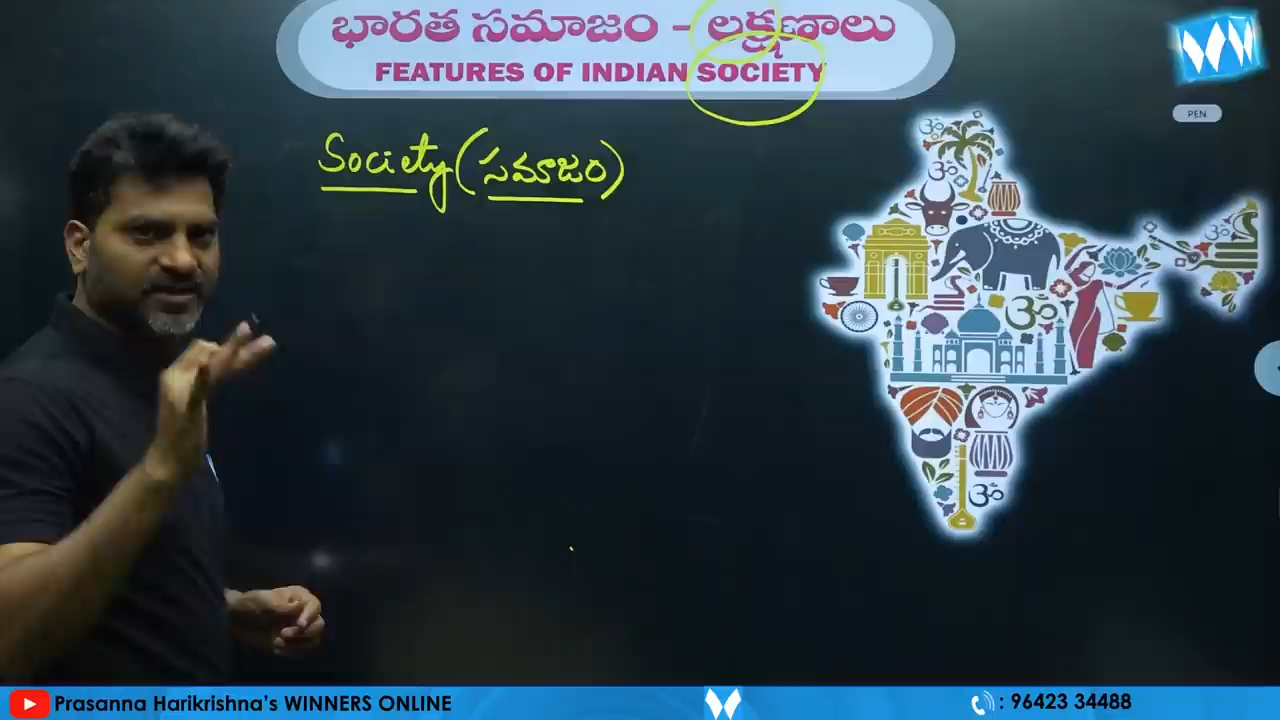 భారత సమాజం - లక్షణాలు
FEATURES OF INDIAN SOCIETY
PEN
Society (సమాజం)
Prasanna Harikrishna's WINNERS ONLINE
: 96423 34488